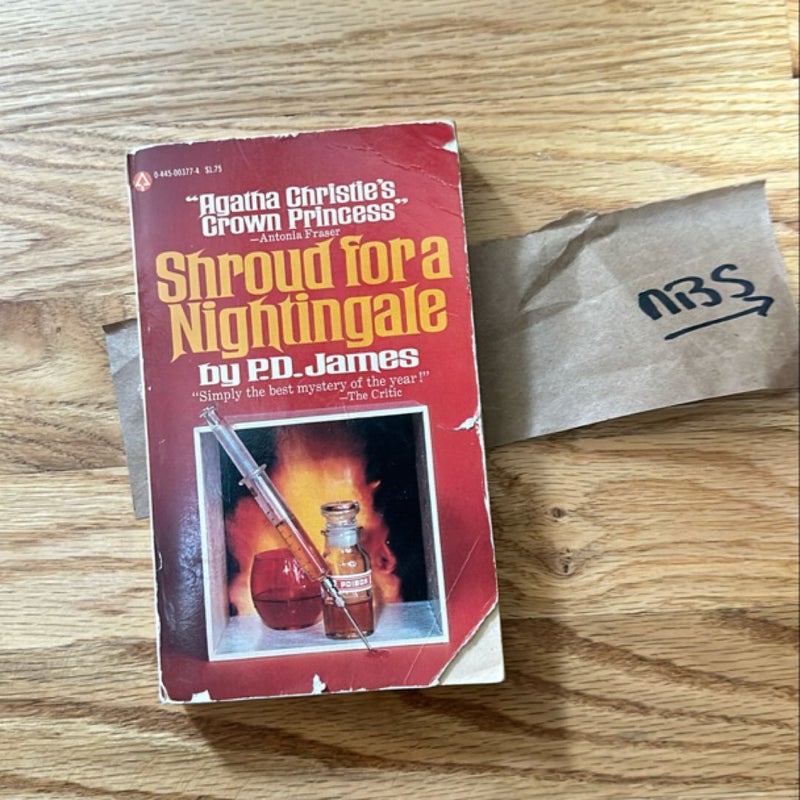 0-445-00377-4 $1.75
"Agatha Christie's
Crown Princess"
—Antonia Fraser
Shroud for a
Nightingale
by P.D. James
"Simply the best mystery of the year!"
—The Critic
POISON
NBS